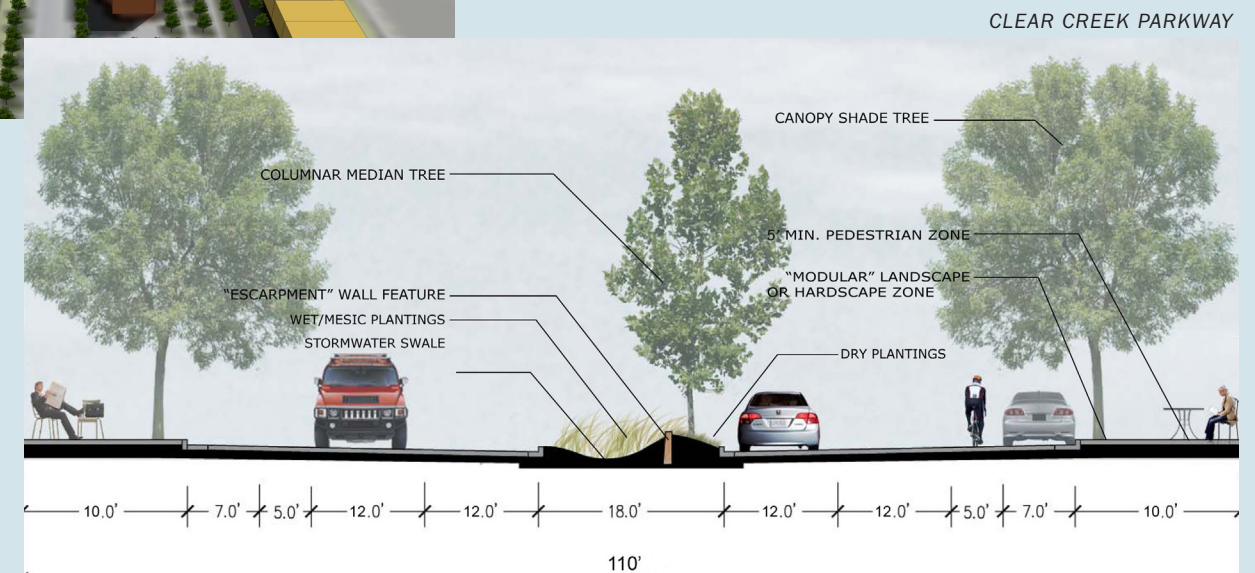 CLEAR CREEK PARKWAY
CANOPY SHADE TREE
COLUMNAR MEDIAN TREE
5' MIN. PEDESTRIAN ZONE
"MODULAR" LANDSCAPE
OR HARDSCAPE ZONE
"ESCARPMENT" WALL FEATURE
WET/MESIC PLANTINGS
STORMWATER SWALE
DRY PLANTINGS
10.0' 7.0' 5.0' 12.0' 12.0' 18.0' 12.0' 12.0' 5.0' 7.0' 10.0'
110'